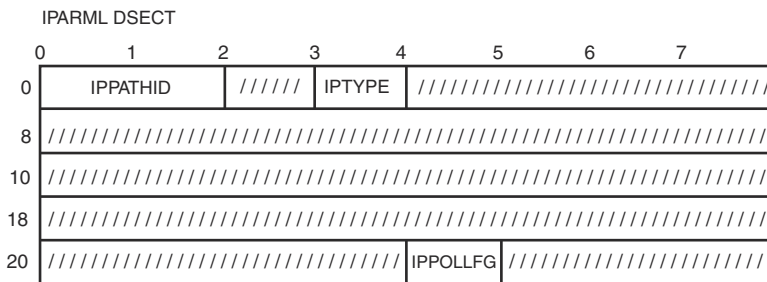 IPARML DSECT
0 1 2 3 4 5 6 7
0 IPPATHID ////// IPTYPE /////////////////////////////////
8 ////////////////////////////////////////////////////////////////////
10 ////////////////////////////////////////////////////////////////////
18 ////////////////////////////////////////////////////////////////////
20 ////////////////////////////////// IPPOLLFG /////////////////////////